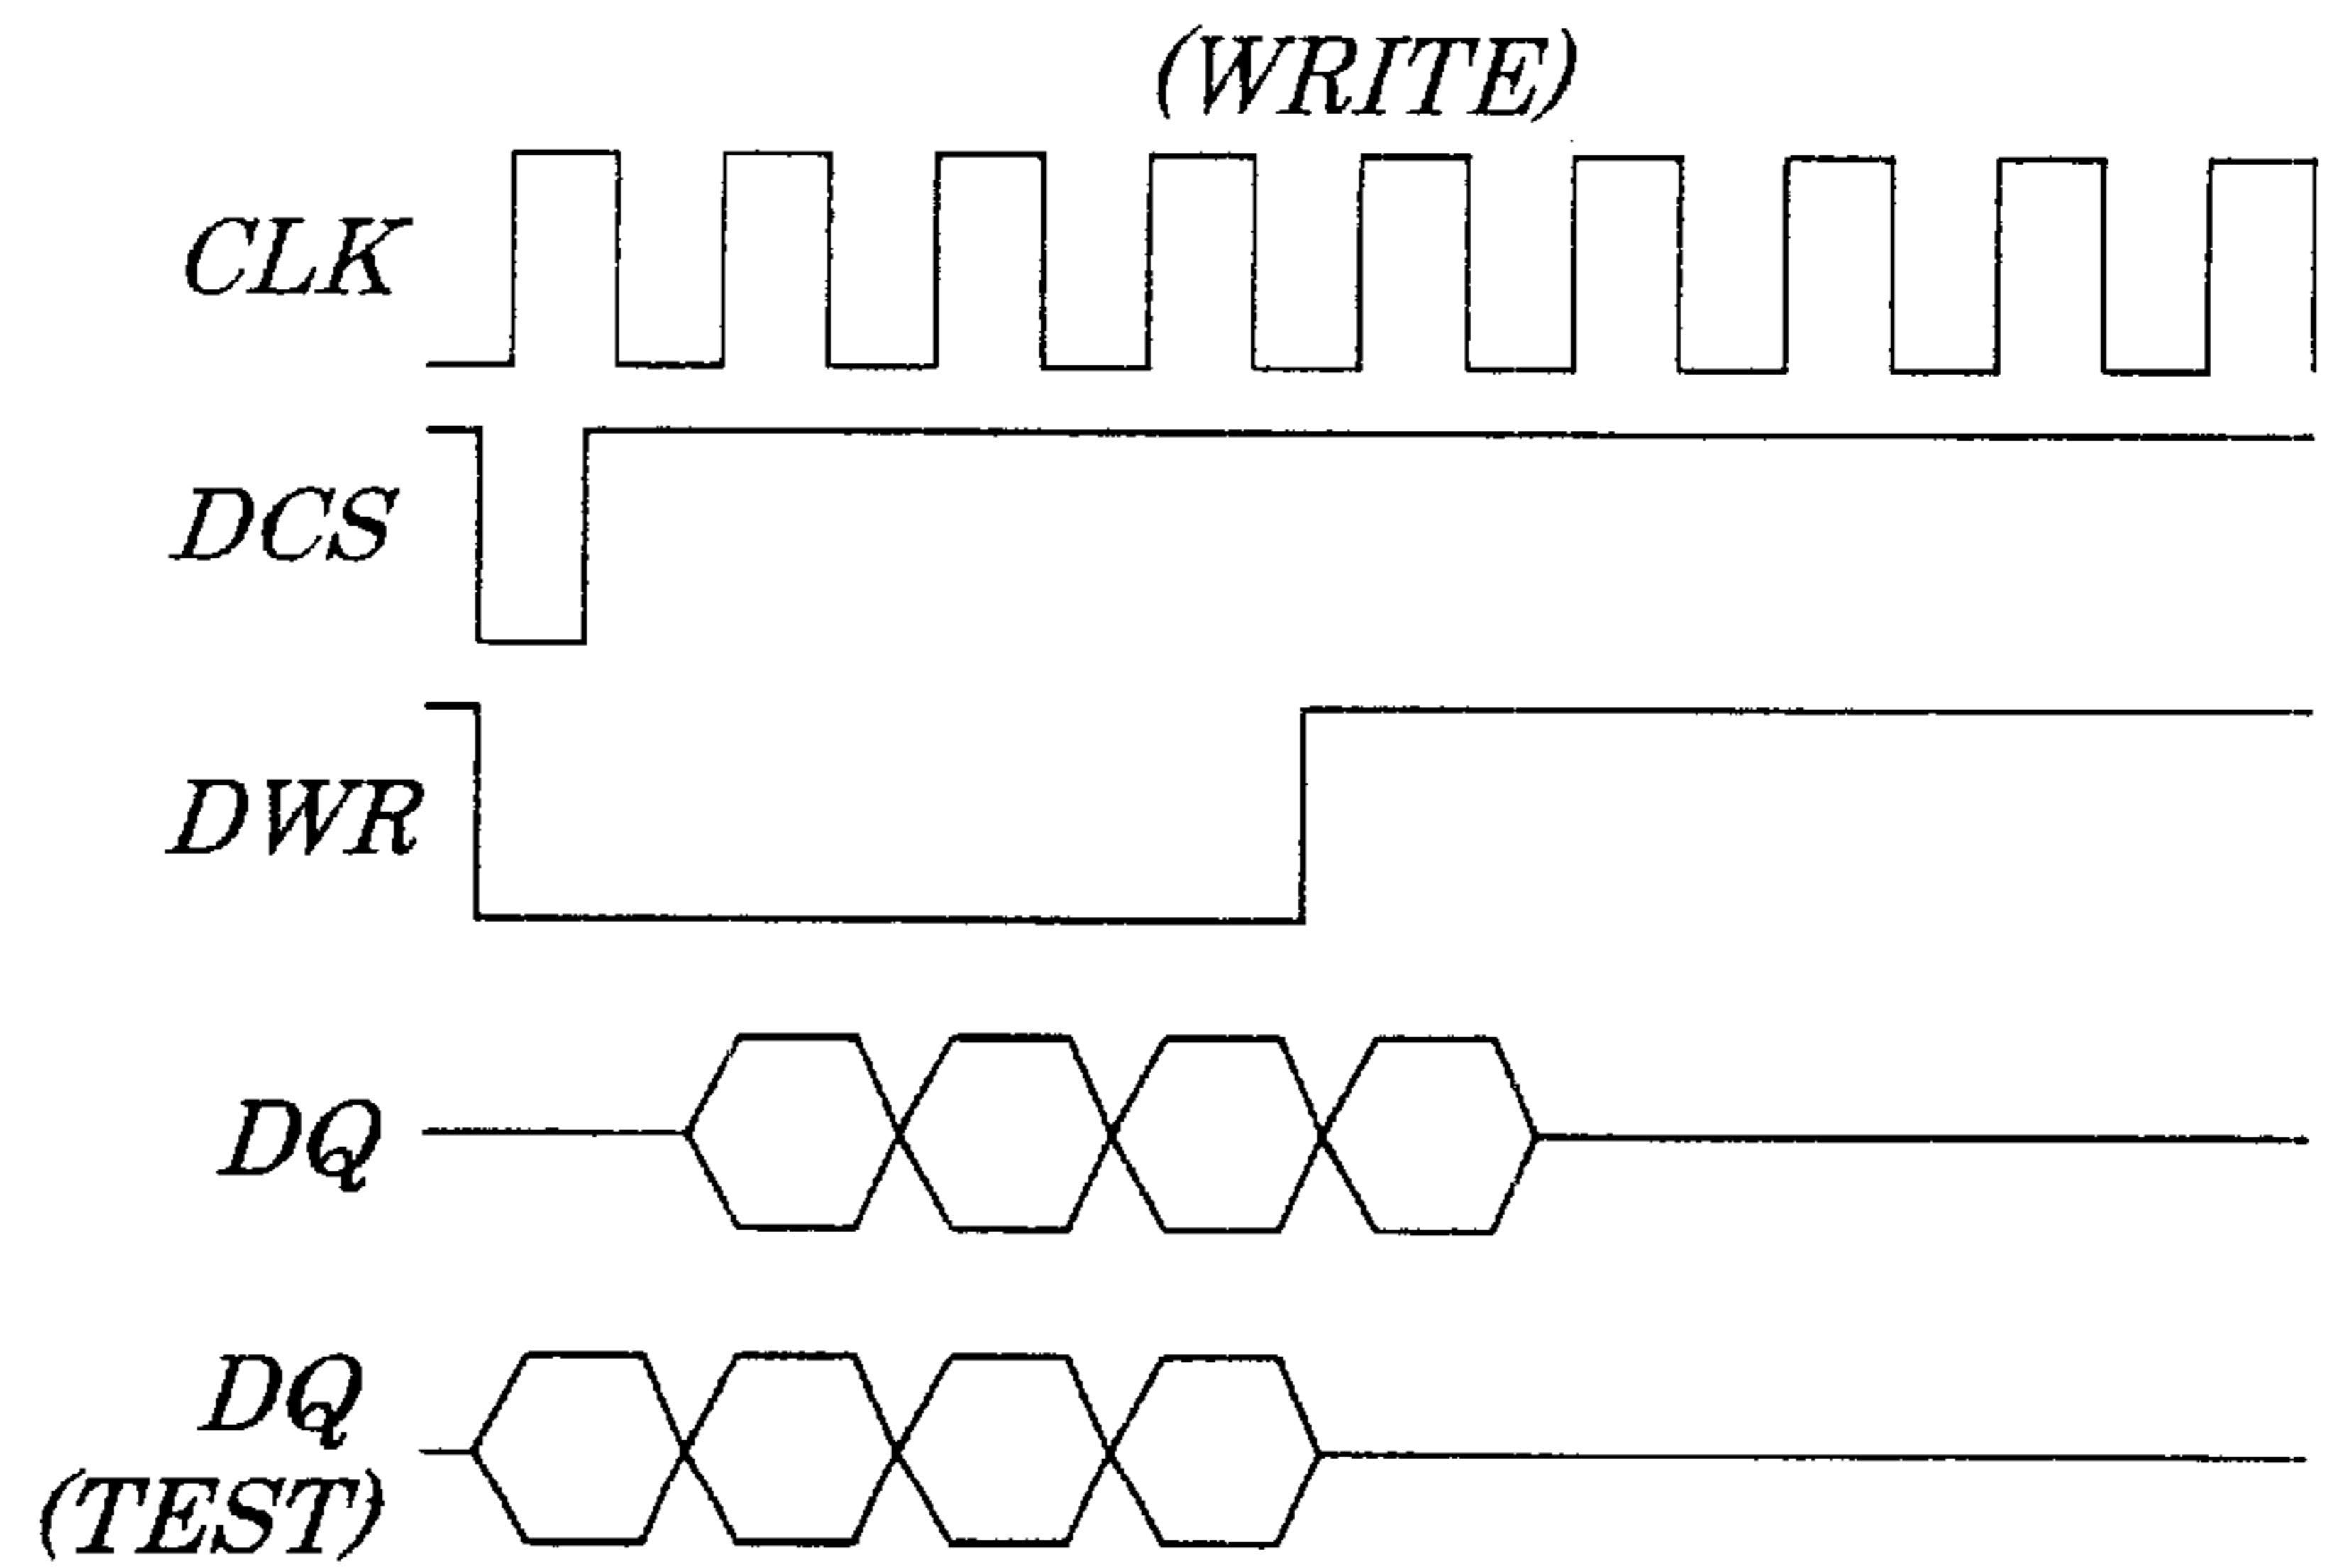 (WRITE)
CLK
DCS
DWR
DQ
DQ
(TEST)